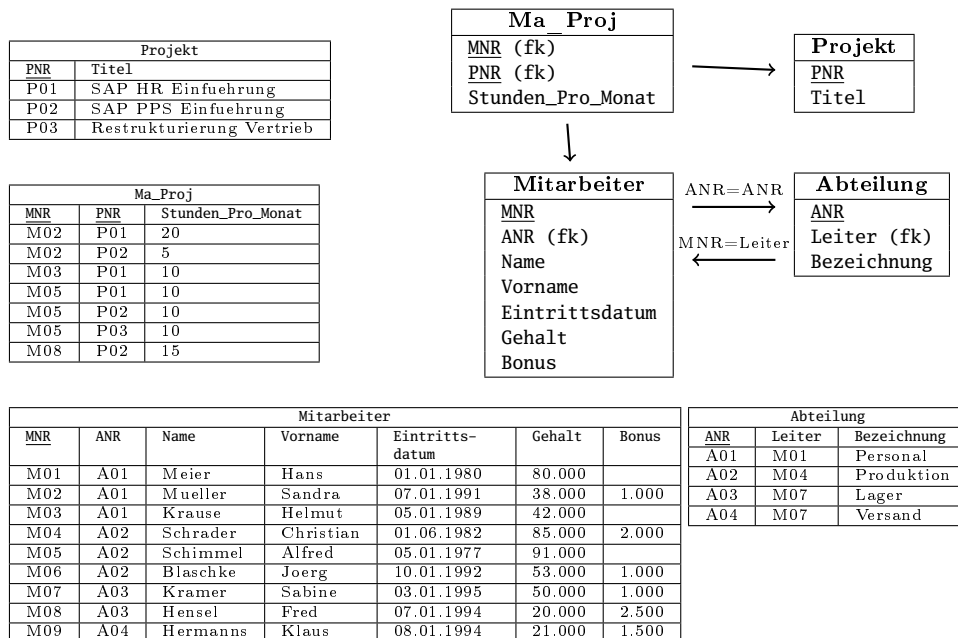 Projekt
PNR Titel
P01 SAP HR Einfuehrung
P02 SAP PPS Einfuehrung
P03 Restrukturierung Vertrieb
Ma_Proj
MNR (fk)
PNR (fk)
Stunden_Pro_Monat
Projekt
PNR
Titel
Ma_Proj
MNR PNR Stunden_Pro_Monat
M02 P01 20
M02 P02 5
M03 P01 10
M05 P01 10
M05 P02 10
M05 P03 10
M08 P02 15
Mitarbeiter
MNR
ANR (fk)
Name
Vorname
Eintrittsdatum
Gehalt
Bonus
ANR=ANR
MNR=Leiter
Abteilung
ANR
Leiter (fk)
Bezeichnung
Mitarbeiter
MNR ANR Name Vorname Eintritts- Gehalt Bonus
datum
M01 A01 Meier Hans 01.01.1980 80.000
M02 A01 Mueller Sandra 07.01.1991 38.000 1.000
M03 A01 Krause Helmut 05.01.1989 42.000
M04 A02 Schrader Christian 01.06.1982 85.000 2.000
M05 A02 Schimmel Alfred 05.01.1977 91.000
M06 A02 Blaschke Joerg 10.01.1992 53.000 1.000
M07 A03 Kramer Sabine 03.01.1995 50.000 1.000
M08 A03 Hensel Fred 07.01.1994 20.000 2.500
M09 A04 Hermanns Klaus 08.01.1994 21.000 1.500
Abteilung
ANR Leiter Bezeichnung
A01 M01 Personal
A02 M04 Produktion
A03 M07 Lager
A04 M07 Versand